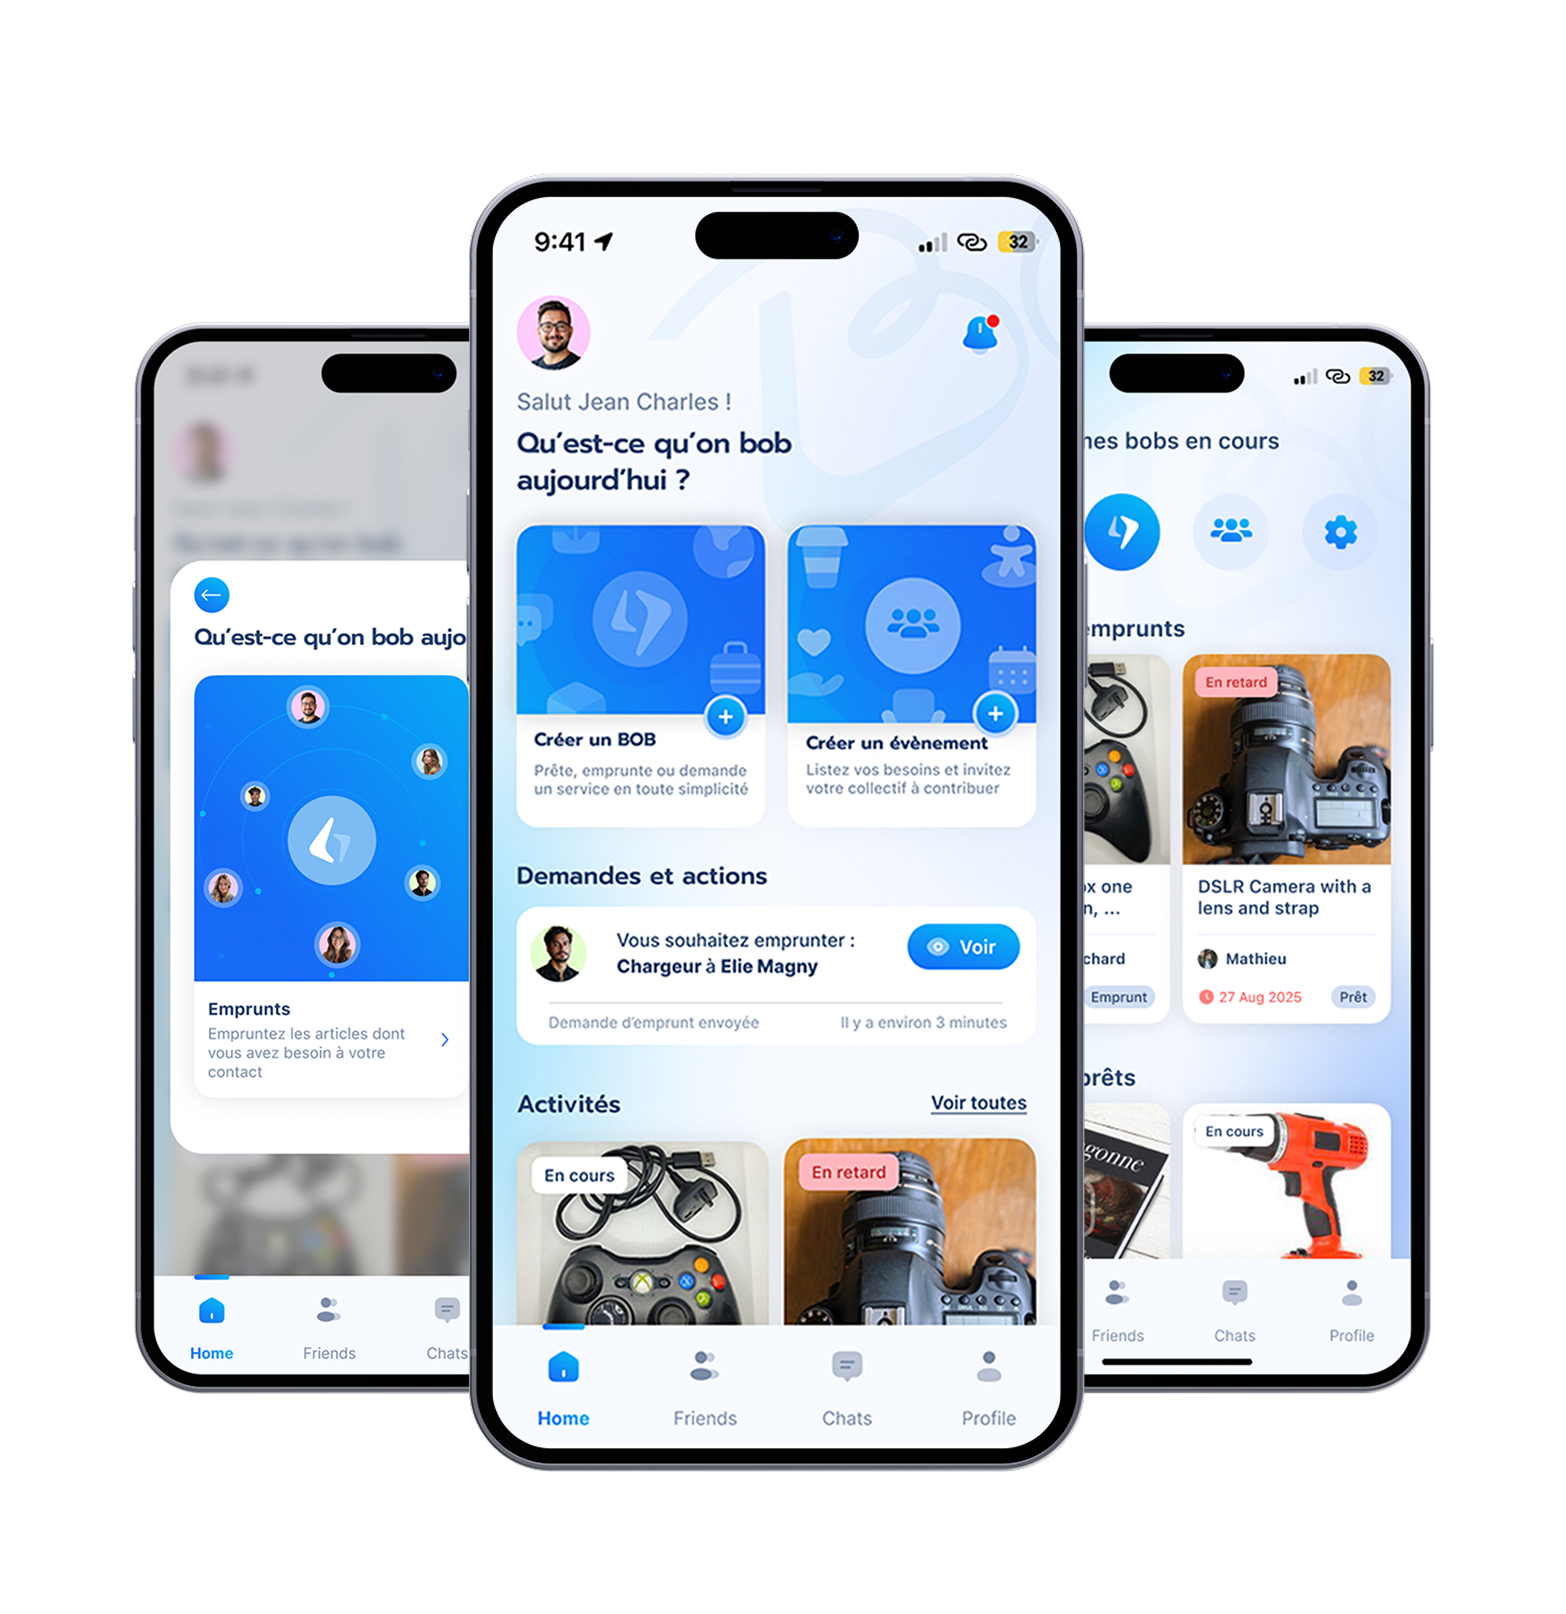 Qu'est-ce qu'on bob aujo
Emprunts
Empruntez les articles dont
vous avez besoin à votre
contact
Home
Friends
Chats
9:41
32
Salut Jean Charles !
Qu'est-ce qu'on bob
aujourd'hui ?
Créer un BOB
Prête, emprunte ou demande
un service en toute simplicité
Créer un évènement
Listez vos besoins et invitez
votre collectif à contribuer
Demandes et actions
Vous souhaitez emprunter :
Chargeur à Elie Magny
Voir
Demande d'emprunt envoyée
Il y a environ 3 minutes
Activités
Voir toutes
En cours
En retard
Home
Friends
Chats
Profile
32
nes bobs en cours
emprunts
En retard
ox one
n, ...
chard
Emprunt
DSLR Camera with a
lens and strap
Mathieu
27 Aug 2025
Prêt
prêts
gonne
En cours
Friends
Chats
Profile